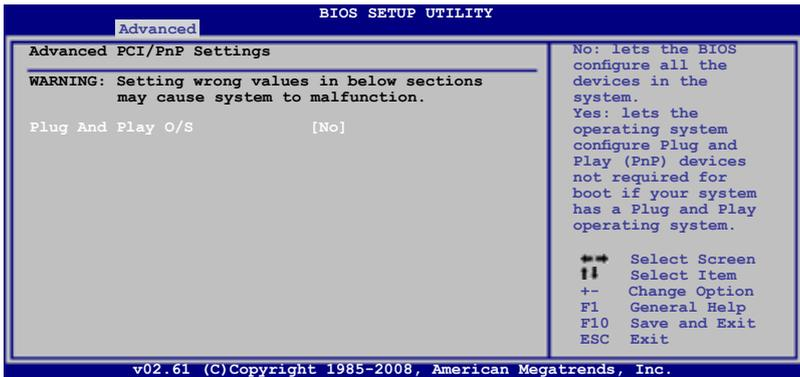 BIOS SETUP UTILITY
Advanced
Advanced PCI/PnP Settings
WARNING: Setting wrong values in below sections
may cause system to malfunction.
Plug And Play O/S [No]
No: lets the BIOS
configure all the
devices in the
system.
Yes: lets the
operating system
configure Plug and
Play (PnP) devices
not required for
boot if your system
has a Plug and Play
operating system.
←→ Select Screen
↑↓ Select Item
+- Change Option
F1 General Help
F10 Save and Exit
ESC Exit
v02.61 (C)Copyright 1985-2008, American Megatrends, Inc.